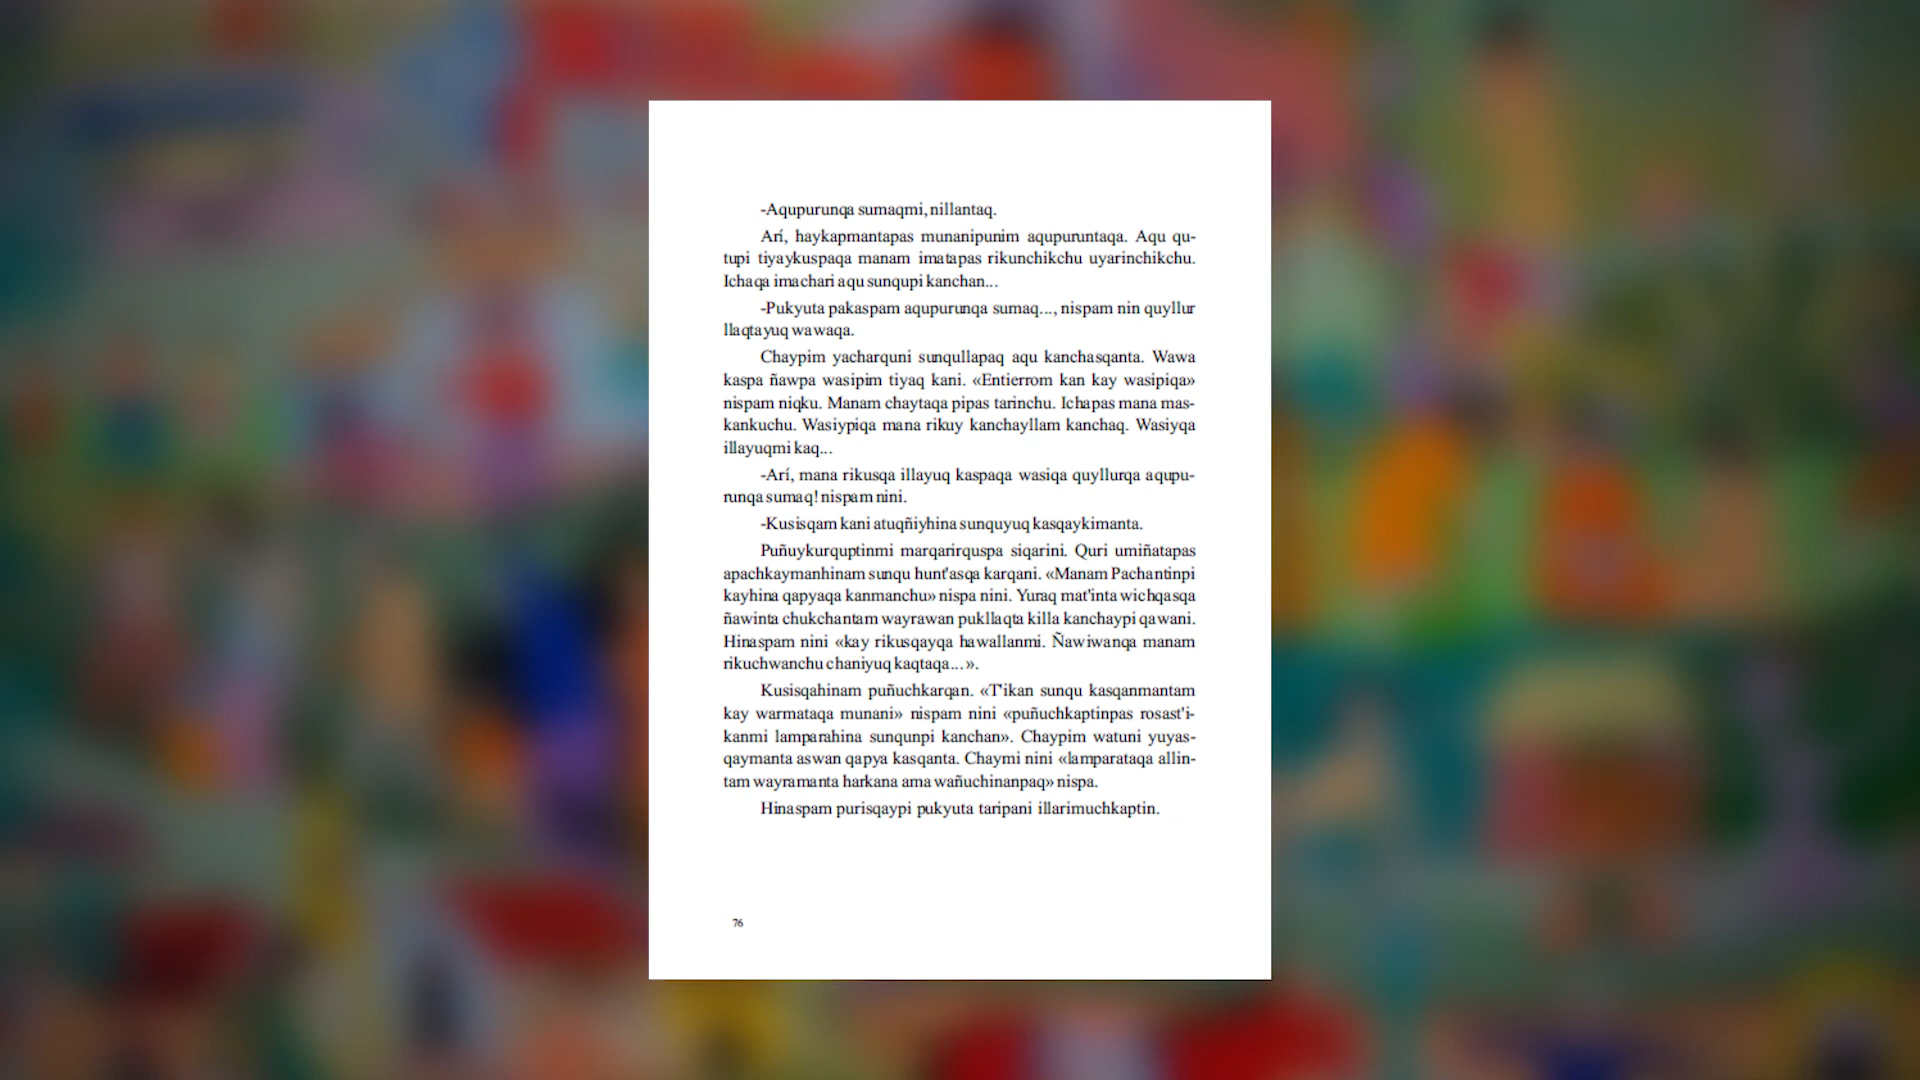 -Aqupurunqa sumaqmi, nillantaq.
Arí, haykapmantapas munanipunim aqupuruntaqa. Aqu qu-
tupi tiyaykuspaqa manam imatapas rikunchikchu uyarinchikchu.
Ichaqa imachari aqu sunqupi kanchan...
-Pukyuta pakaspam aqupurunqa sumaq..., nispam nin quyllur
llaqtayuq wawaqa.
Chaypim yacharquni sunqullapaq aqu kanchasqanta. Wawa
kaspa ñawpa wasipim tiyaq kani. «Entierrom kan kay wasipiqa»
nispam niqku. Manam chaytaqa pipas tarinchu. Ichapas mana mas-
kankuchu. Wasiypiqa mana rikuy kanchayllam kanchaq. Wasiyqa
illayuqmi kaq...
-Arí, mana rikusqa illayuq kaspaqa wasiqa quyllurqa aqupu-
runqa sumaq! nispam nini.
-Kusisqam kani atuqñiyhina sunquyuq kasqaykimanta.
Puñuykurquptinmi marqarirquspa siqarini. Quri umiñatapas
apachkaymanhinam sunqu hunt'asqa karqani. «Manam Pachantinpi
kayhina qapyaqa kanmanchu» nispa nini. Yuraq mat'inta wichqasqa
ñawinta chukchantam wayrawan pukllaqta killa kanchaypi qawani.
Hinaspam nini «kay rikusqayqa hawallanmi. Ñawiwanqa manam
rikuchwanchu chaniyuq kaqtaqa...».
Kusisqahinam puñuchkarqan. «T'ikan sunqu kasqanmantam
kay warmataqa munani» nispam nini «puñuchkaptinpas rosast'i-
kanmi lamparahina sunqunpi kanchan». Chaypim watuni yuyas-
qaymanta aswan qapya kasqanta. Chaymi nini «lamparataqa allin-
tam wayramanta harkana ama wañuchinanpaq» nispa.
Hinaspam purisqaypi pukyuta taripani illarimuchkaptin.
76